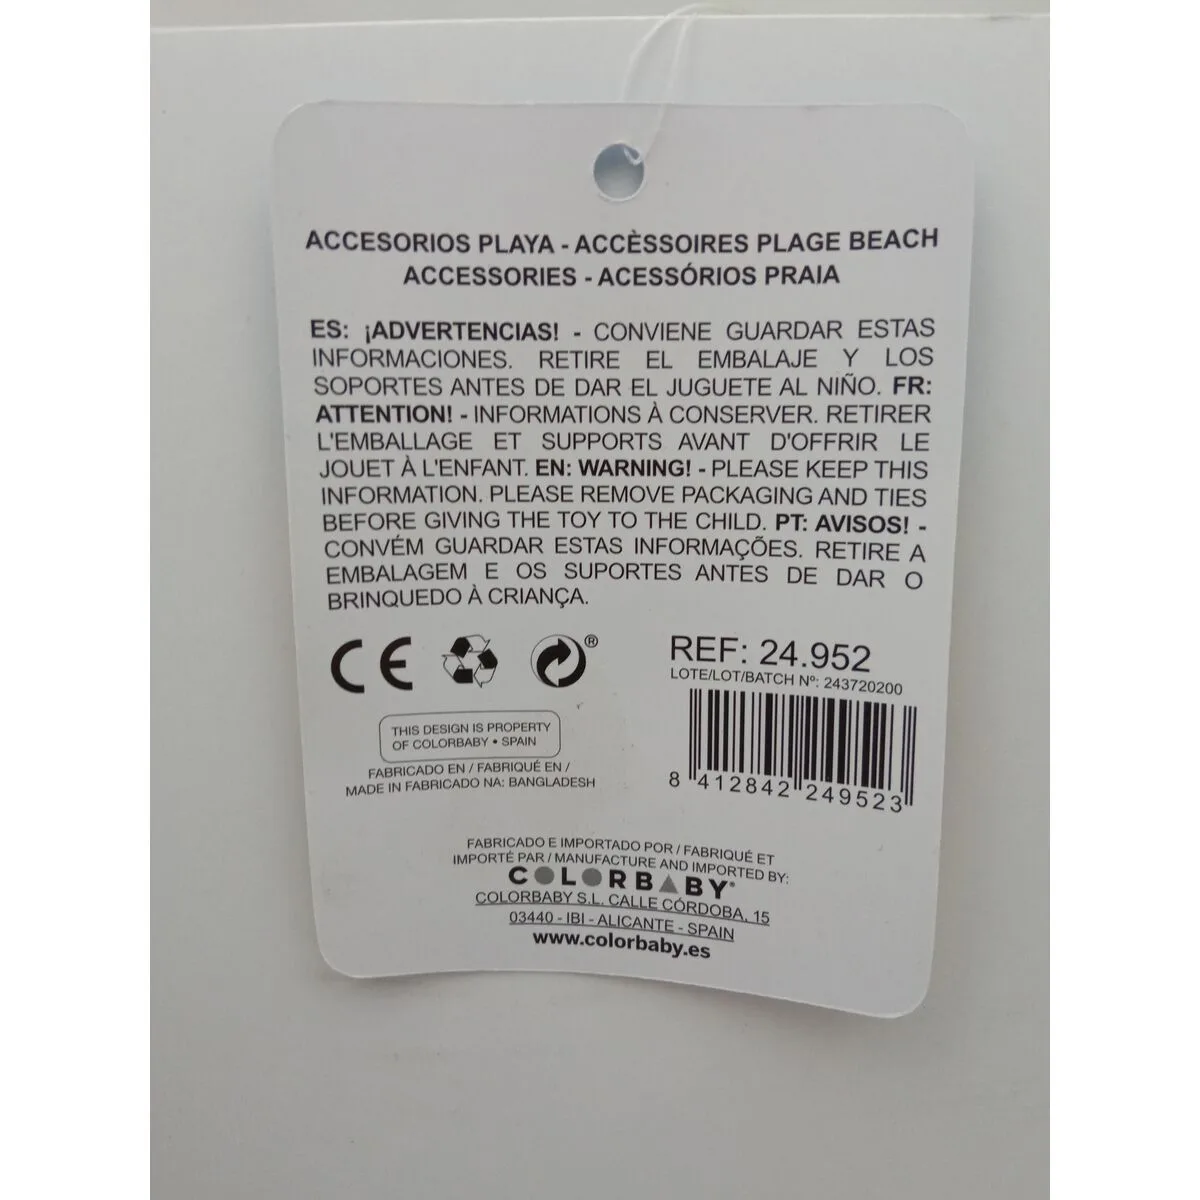 ACCESORIOS PLAYA - ACCÈSSOIRES PLAGE BEACH
ACCESSORIES - ACESSÓRIOS PRAIA
ES: ¡ADVERTENCIAS! - CONVIENE GUARDAR ESTAS
INFORMACIONES. RETIRE EL EMBALAJE Y LOS
SOPORTES ANTES DE DAR EL JUGUETE AL NIÑO. FR:
ATTENTION! - INFORMATIONS À CONSERVER. RETIRER
L'EMBALLAGE ET SUPPORTS AVANT D'OFFRIR LE
JOUET À L'ENFANT. EN: WARNING! - PLEASE KEEP THIS
INFORMATION. PLEASE REMOVE PACKAGING AND TIES
BEFORE GIVING THE TOY TO THE CHILD. PT: AVISOS! -
CONVÉM GUARDAR ESTAS INFORMAÇÕES. RETIRE A
EMBALAGEM E OS SUPORTES ANTES DE DAR O
BRINQUEDO À CRIANÇA.
CE ®
REF: 24.952
LOTE/LOT/BATCH Nº: 243720200
8 412842 249523
THIS DESIGN IS PROPERTY
OF COLORBABY • SPAIN
FABRICADO EN / FABRIQUÉ EN /
MADE IN FABRICADO NA: BANGLADESH
FABRICADO E IMPORTADO POR / FABRIQUÉ ET
IMPORTÉ PAR / MANUFACTURE AND IMPORTED BY:
COLORBABY®
COLORBABY S.L. CALLE CÓRDOBA, 15
03440 - IBI - ALICANTE - SPAIN
www.colorbaby.es